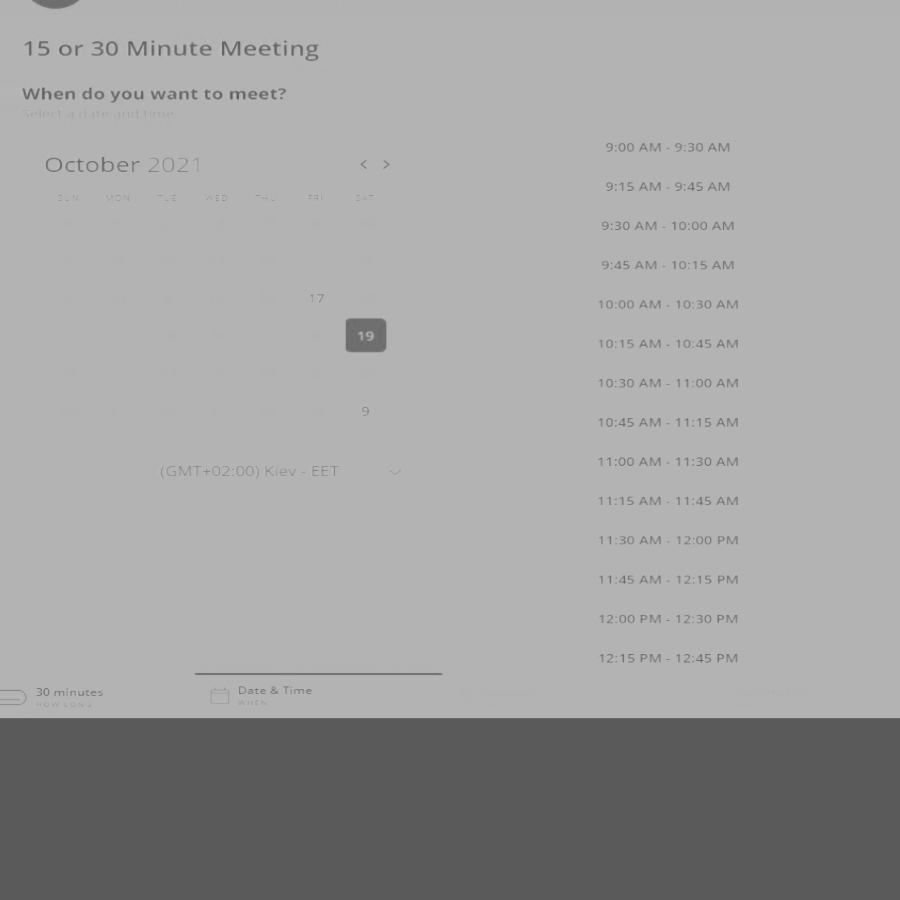 15 or 30 Minute Meeting
When do you want to meet?
Select a date and time
October 2021
SUN MON TUE WED THU FRI SAT
17
19
9
(GMT+02:00) Kiev - EET
9:00 AM - 9:30 AM
9:15 AM - 9:45 AM
9:30 AM - 10:00 AM
9:45 AM - 10:15 AM
10:00 AM - 10:30 AM
10:15 AM - 10:45 AM
10:30 AM - 11:00 AM
10:45 AM - 11:15 AM
11:00 AM - 11:30 AM
11:15 AM - 11:45 AM
11:30 AM - 12:00 PM
11:45 AM - 12:15 PM
12:00 PM - 12:30 PM
12:15 PM - 12:45 PM
30 minutes
HOW LONG
Date & Time
WHEN